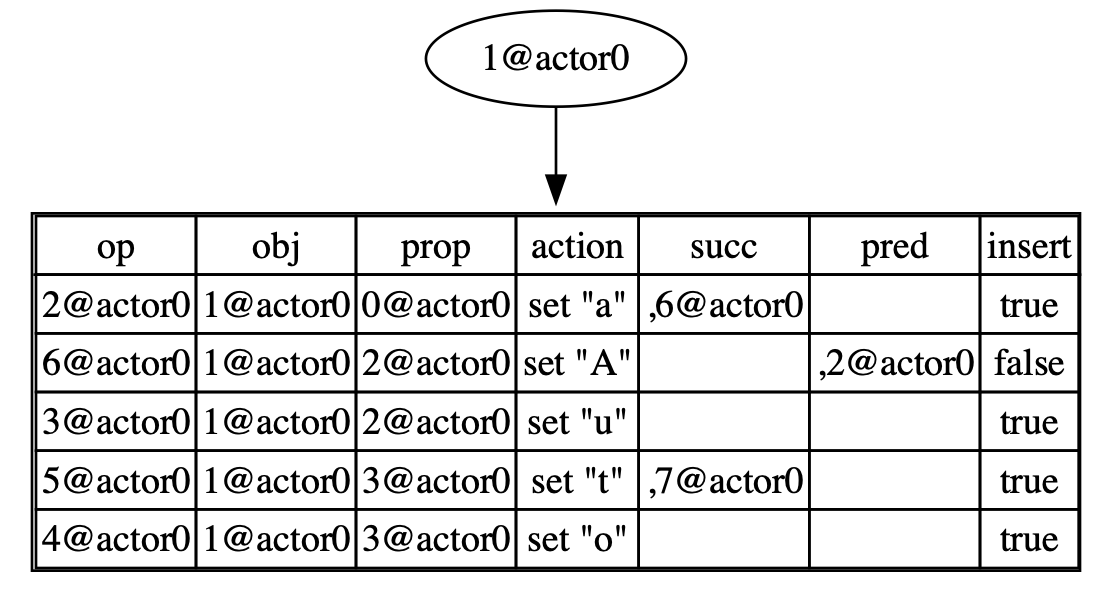 1@actor0
op obj prop action succ pred insert
2@actor0 1@actor0 0@actor0 set "a" ,6@actor0 true
6@actor0 1@actor0 2@actor0 set "A" ,2@actor0 false
3@actor0 1@actor0 2@actor0 set "u" true
5@actor0 1@actor0 3@actor0 set "t" ,7@actor0 true
4@actor0 1@actor0 3@actor0 set "o" true